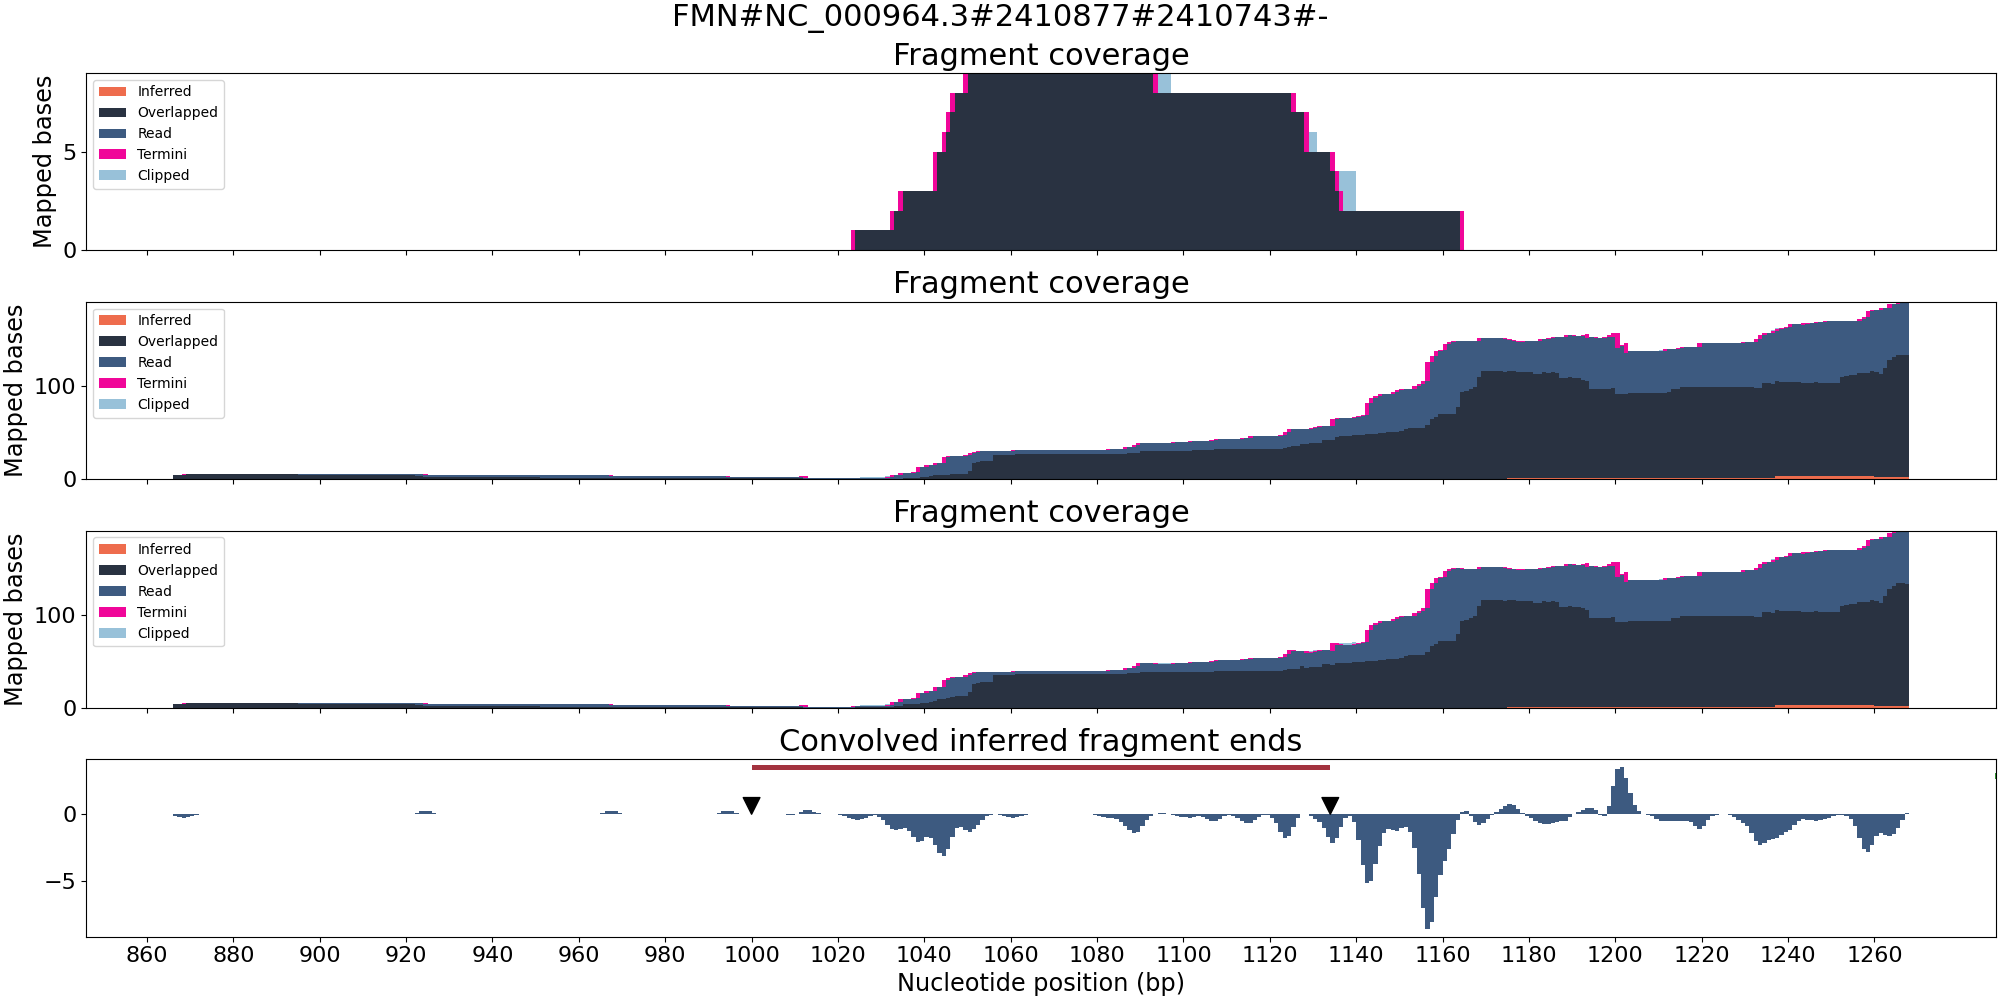 FMN#NC_000964.3#2410877#2410743#-
Fragment coverage
Mapped bases
5
0
Inferred
Overlapped
Read
Termini
Clipped
Fragment coverage
Mapped bases
100
0
Inferred
Overlapped
Read
Termini
Clipped
Fragment coverage
Mapped bases
100
0
Inferred
Overlapped
Read
Termini
Clipped
Convolved inferred fragment ends
0
−5
860 880 900 920 940 960 980 1000 1020 1040 1060 1080 1100 1120 1140 1160 1180 1200 1220 1240 1260
Nucleotide position (bp)